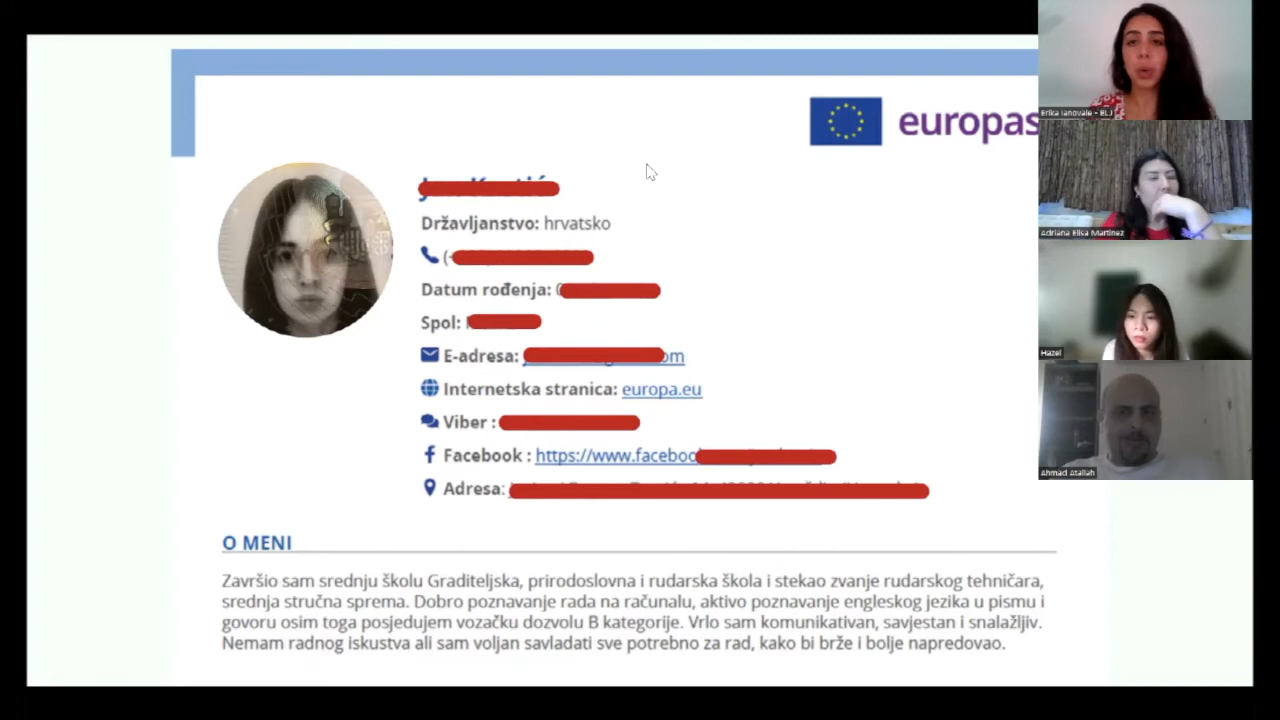 europas
Državljanstvo: hrvatsko
Datum rođenja:
Spol:
E-adresa: om
Internetska stranica: europa.eu
Viber :
Facebook : https://www.faceboo
Adresa:
O MENI
Završio sam srednju školu Graditeljska, prirodoslovna i rudarska škola i stekao zvanje rudarskog tehničara,
srednja stručna sprema. Dobro poznavanje rada na računalu, aktivo poznavanje engleskog jezika u pismu i
govoru osim toga posjedujem vozačku dozvolu B kategorije. Vrlo sam komunikativan, savjestan i snalažljiv.
Nemam radnog iskustva ali sam voljan savladati sve potrebno za rad, kako bi brže i bolje napredovao.
Erika Ianovale - BLJ
Adriana Elisa Martinez
Hazel
Ahmad Atallah